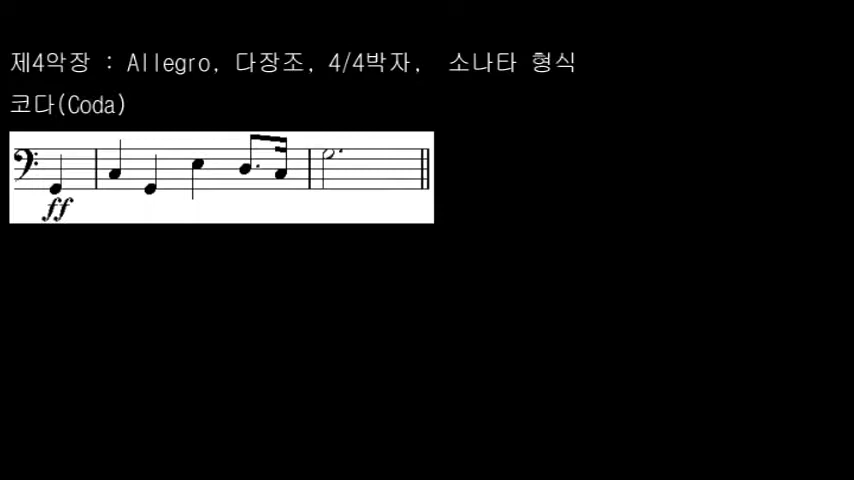 제4악장 : Allegro, 다장조, 4/4박자,  소나타 형식
코다(Coda)
ff